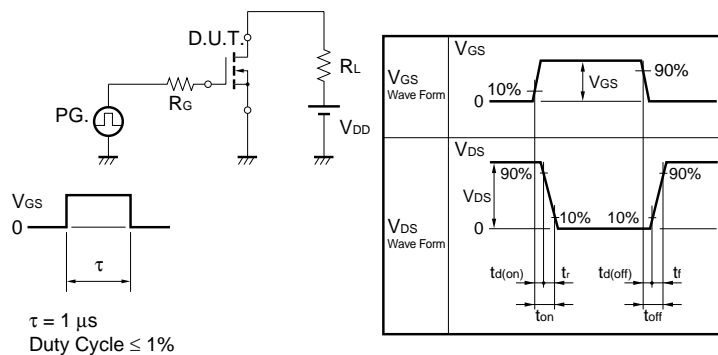 D.U.T.
RG
PG.
RL
VDD
VGS
0
τ
τ = 1 μs
Duty Cycle ≤ 1%
VGS
Wave Form
VGS
10%
0
VGS
90%
VDS
Wave Form
VDS
90%
VDS
0
10%
10%
90%
td(on)
tr
td(off)
tf
ton
toff